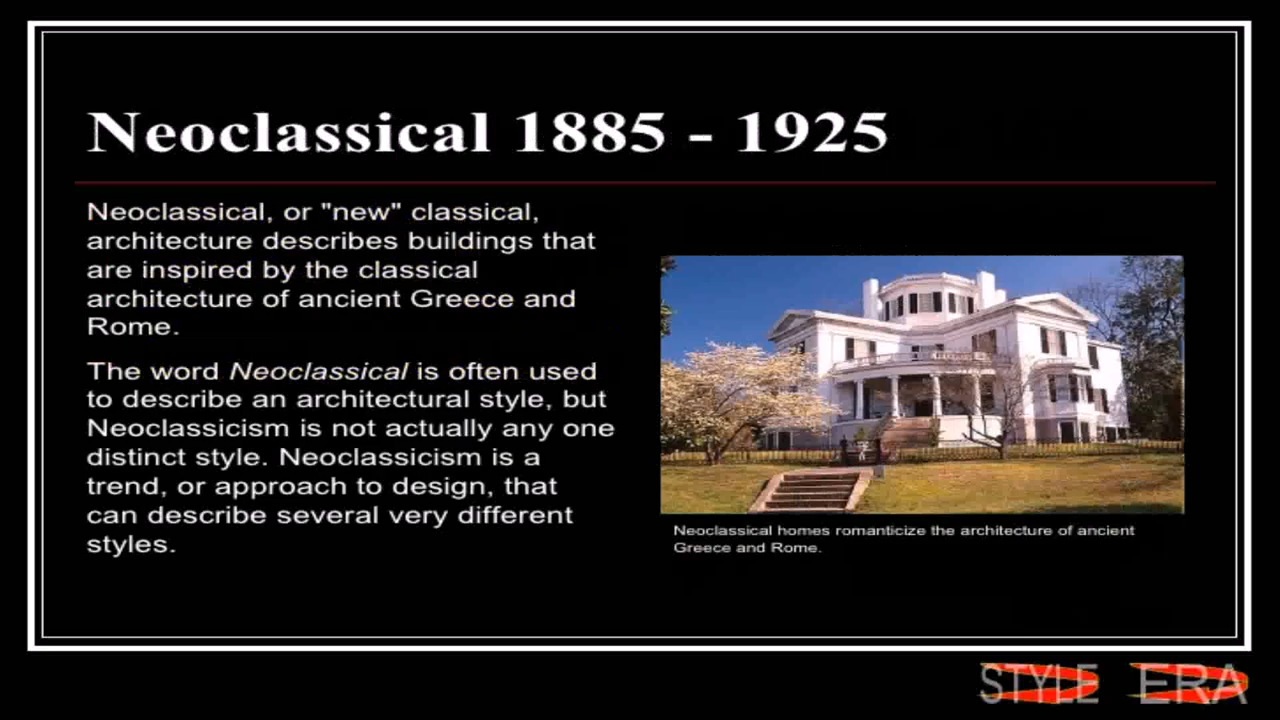 Neoclassical 1885 - 1925
Neoclassical, or "new" classical,
architecture describes buildings that
are inspired by the classical
architecture of ancient Greece and
Rome.
The word Neoclassical is often used
to describe an architectural style, but
Neoclassicism is not actually any one
distinct style. Neoclassicism is a
trend, or approach to design, that
can describe several very different
styles.
Neoclassical homes romanticize the architecture of ancient
Greece and Rome.
STYLE ERA